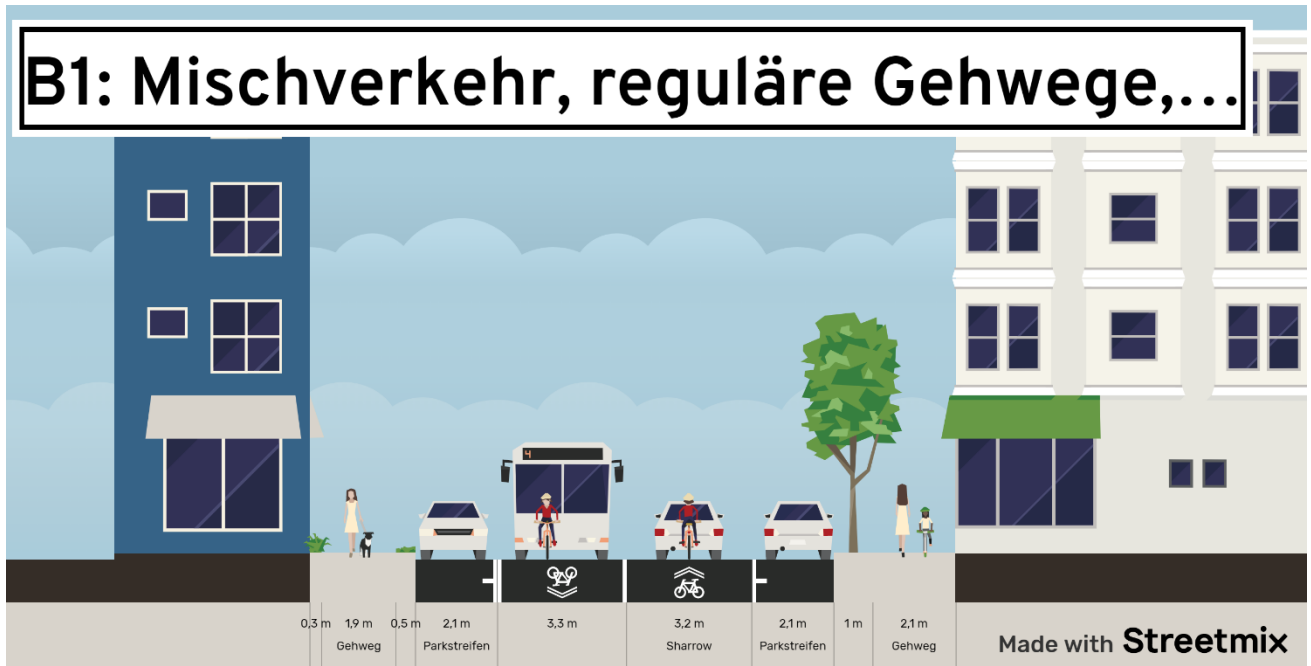 B1: Mischverkehr, reguläre Gehwege,...
4
0,3 m 1,9 m 0,5 m 2,1 m 3,3 m 3,2 m 2,1 m 1 m 2,1 m
Gehweg Parkstreifen Sharrow Parkstreifen Gehweg
Made with Streetmix